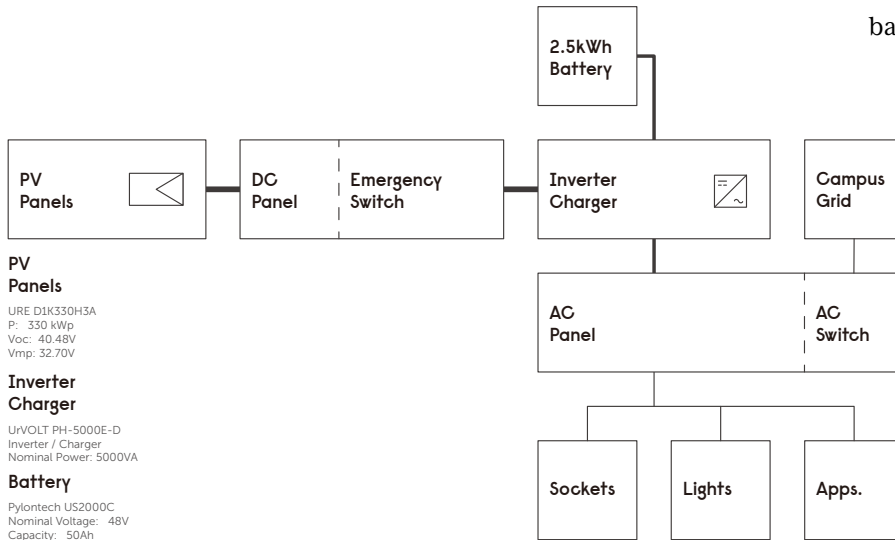 ba
2.5kWh
Battery
PV
Panels
DC
Panel
Emergency
Switch
Inverter
Charger
Campus
Grid
PV
Panels
URE D1K330H3A
P: 330 kWp
Voc: 40.48V
Vmp: 32.70V
AC
Panel
AC
Switch
Inverter
Charger
UrVOLT PH-5000E-D
Inverter / Charger
Nominal Power: 5000VA
Battery
Pylontech US2000C
Nominal Voltage: 48V
Capacity: 50Ah
Sockets
Lights
Apps.